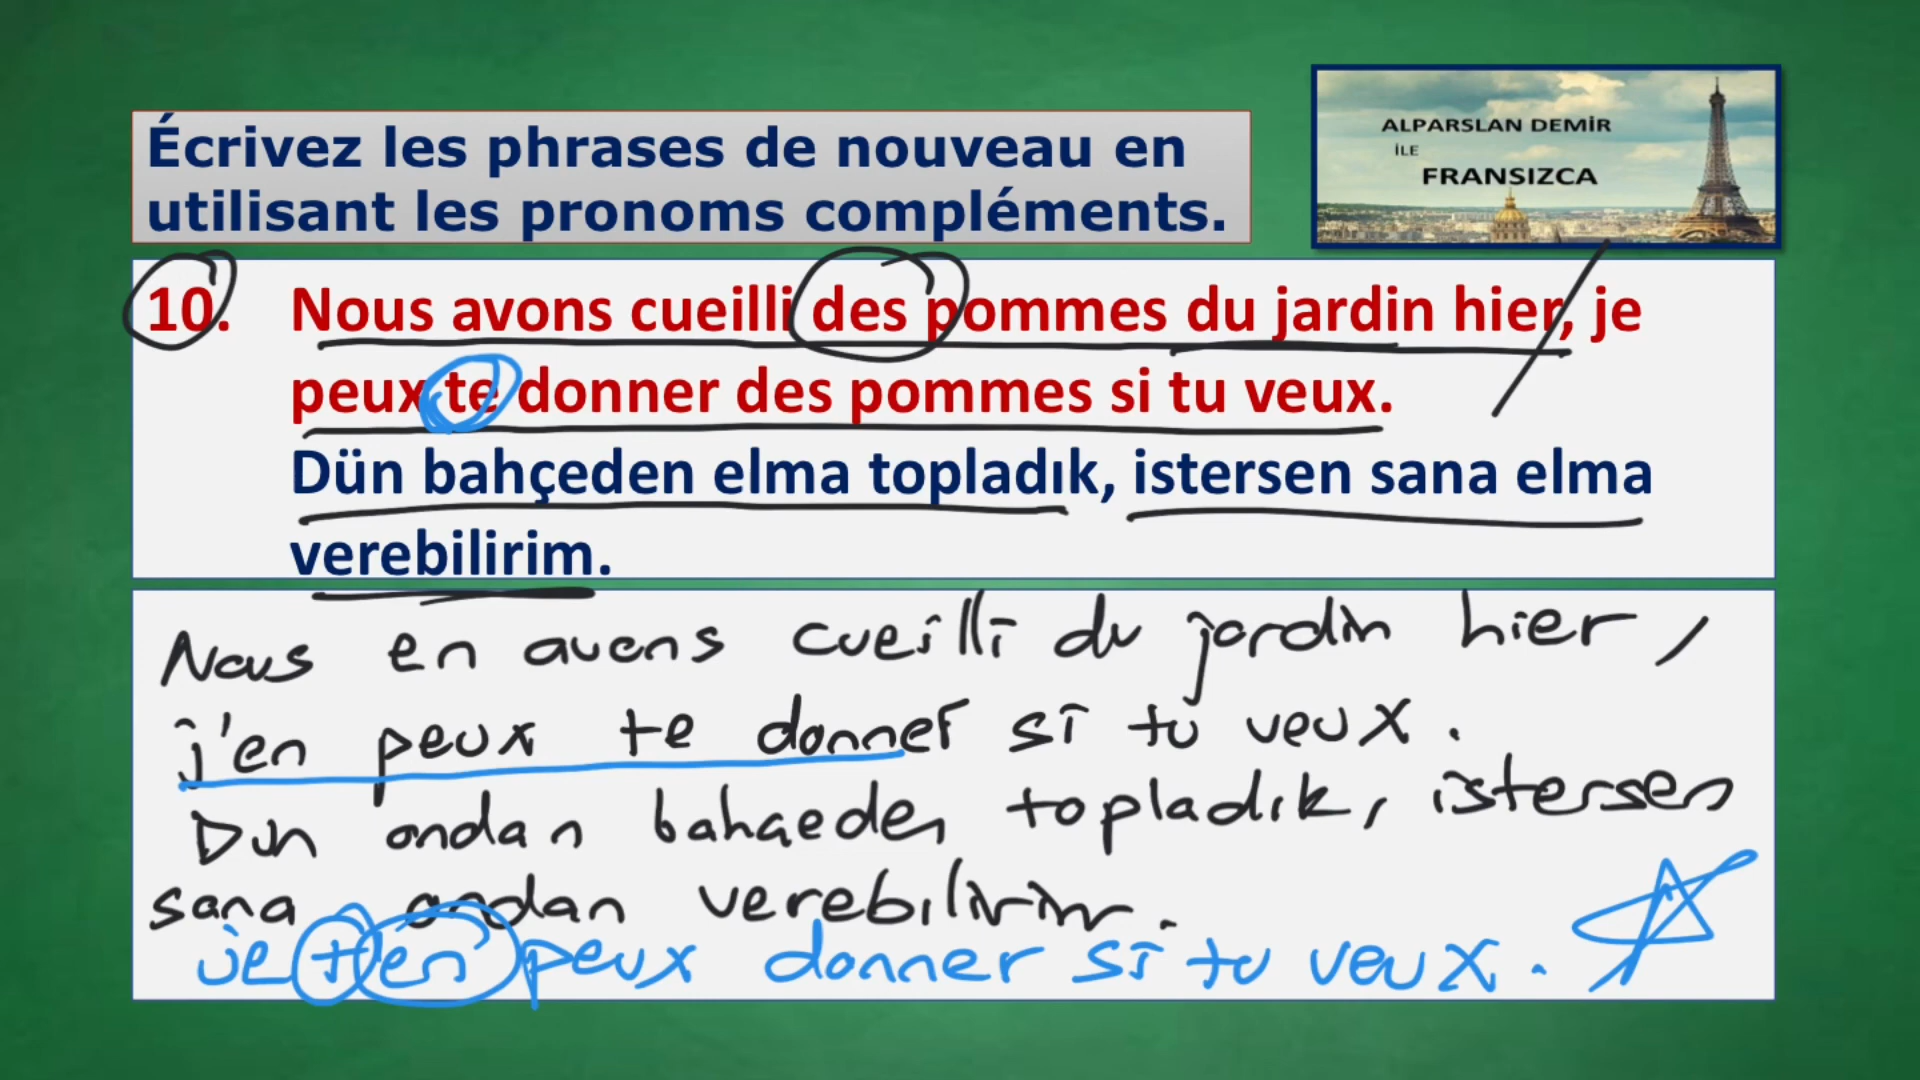 Écrivez les phrases de nouveau en
utilisant les pronoms compléments.
ALPARSLAN DEMİR
İLE
FRANSIZCA
10. Nous avons cueilli des pommes du jardin hier, je
peux te donner des pommes si tu veux.
Dün bahçeden elma topladık, istersen sana elma
verebilirim.
Nous en avons cueilli du jardin hier,
j'en peux te donner si tu veux.
Dün ondan bahçeden topladık, istersen
sana ondan verebilirim.
je t'en peux donner si tu veux.